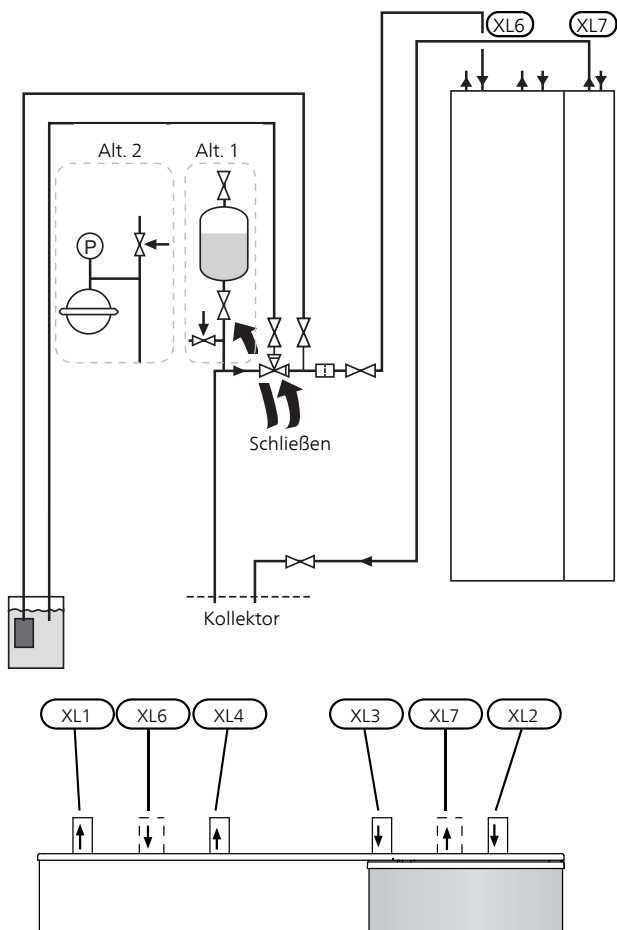 XL6 XL7
Alt. 2 Alt. 1
P
Schließen
Kollektor
XL1 XL6 XL4 XL3 XL7 XL2